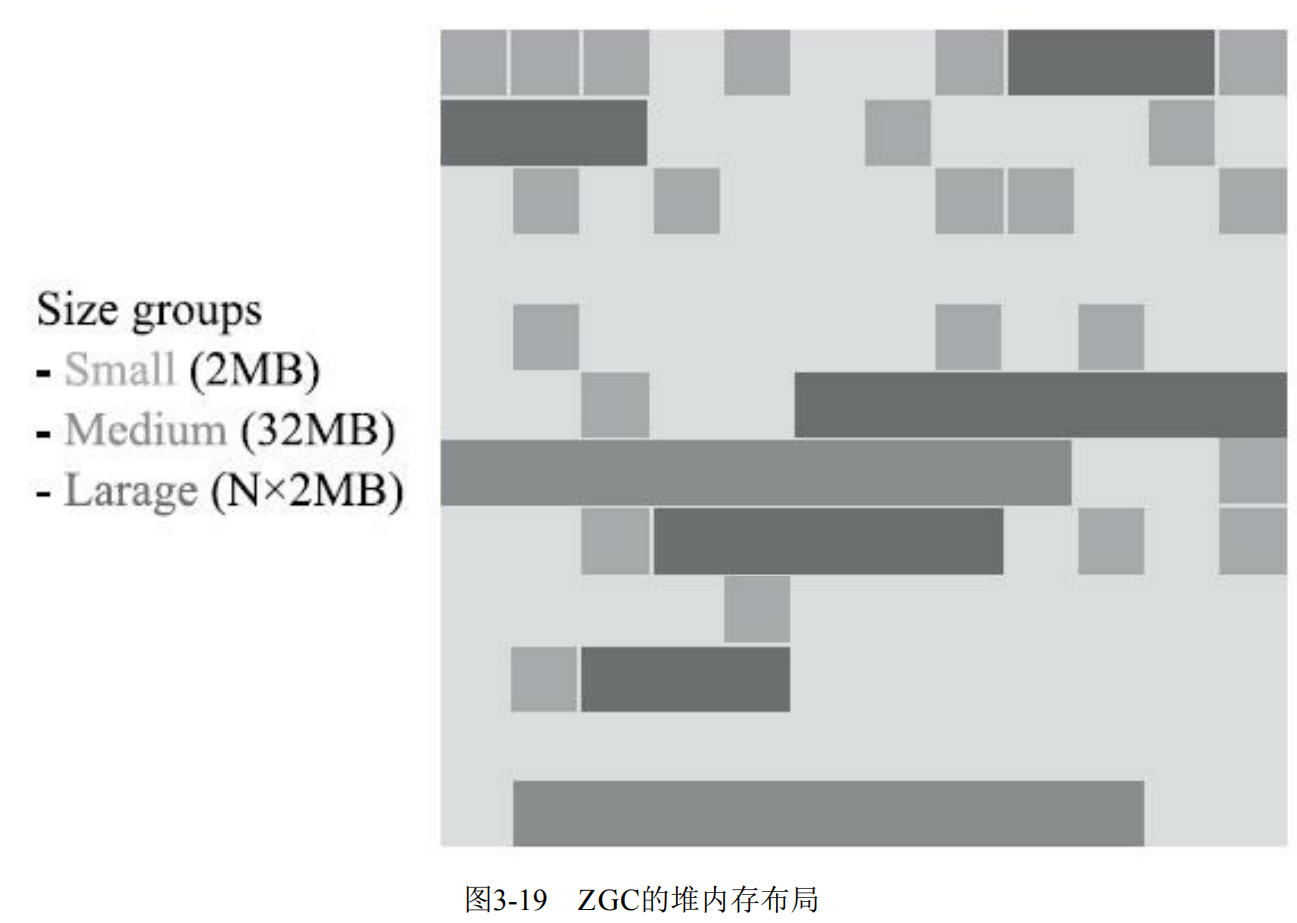 Size groups
- Small (2MB)
- Medium (32MB)
- Larage (N×2MB)
图3-19 ZGC的堆内存布局